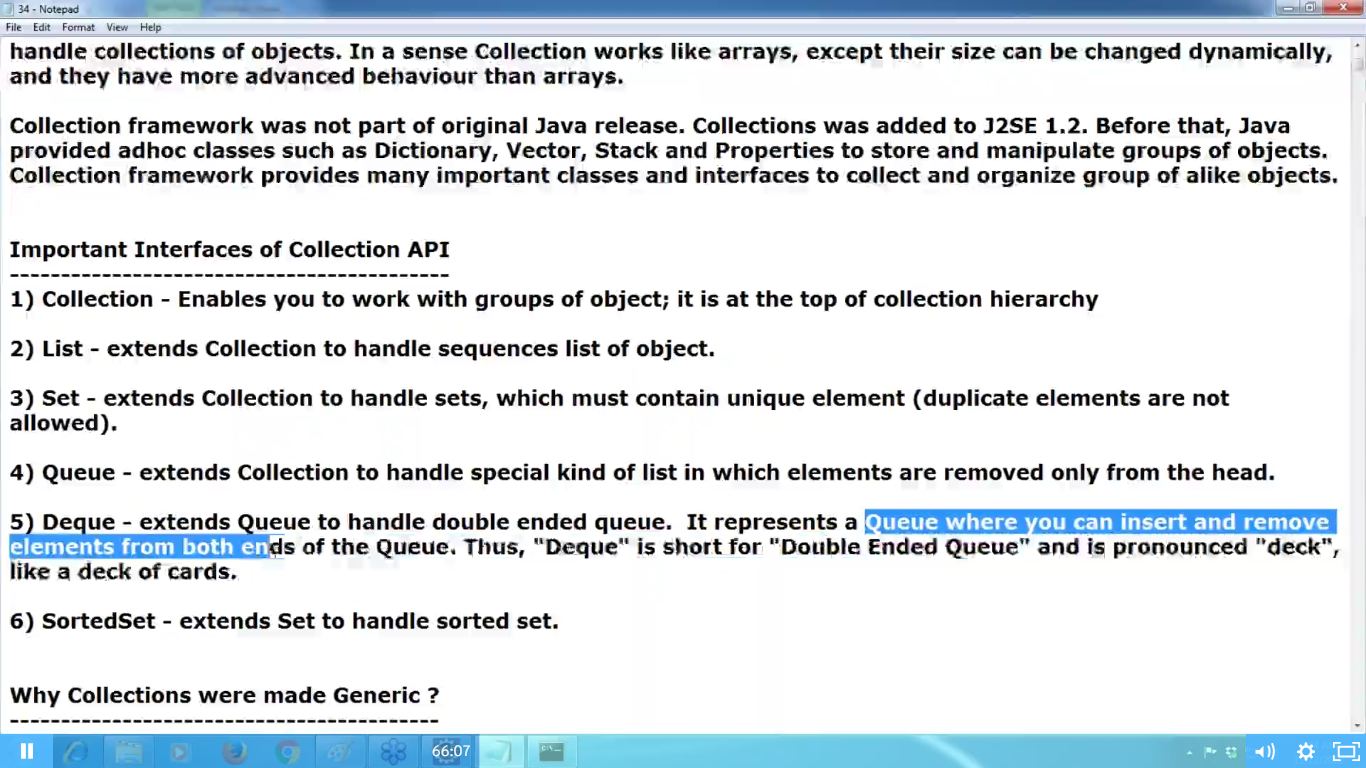 34 - Notepad
File Edit Format View Help
handle collections of objects. In a sense Collection works like arrays, except their size can be changed dynamically,
and they have more advanced behaviour than arrays.
Collection framework was not part of original Java release. Collections was added to J2SE 1.2. Before that, Java
provided adhoc classes such as Dictionary, Vector, Stack and Properties to store and manipulate groups of objects.
Collection framework provides many important classes and interfaces to collect and organize group of alike objects.
Important Interfaces of Collection API
-------------------------------------------
1) Collection - Enables you to work with groups of object; it is at the top of collection hierarchy
2) List - extends Collection to handle sequences list of object.
3) Set - extends Collection to handle sets, which must contain unique element (duplicate elements are not
allowed).
4) Queue - extends Collection to handle special kind of list in which elements are removed only from the head.
5) Deque - extends Queue to handle double ended queue.  It represents a Queue where you can insert and remove
elements from both ends of the Queue. Thus, "Deque" is short for "Double Ended Queue" and is pronounced "deck",
like a deck of cards.
6) SortedSet - extends Set to handle sorted set.
Why Collections were made Generic ?
------------------------------------------
66:07